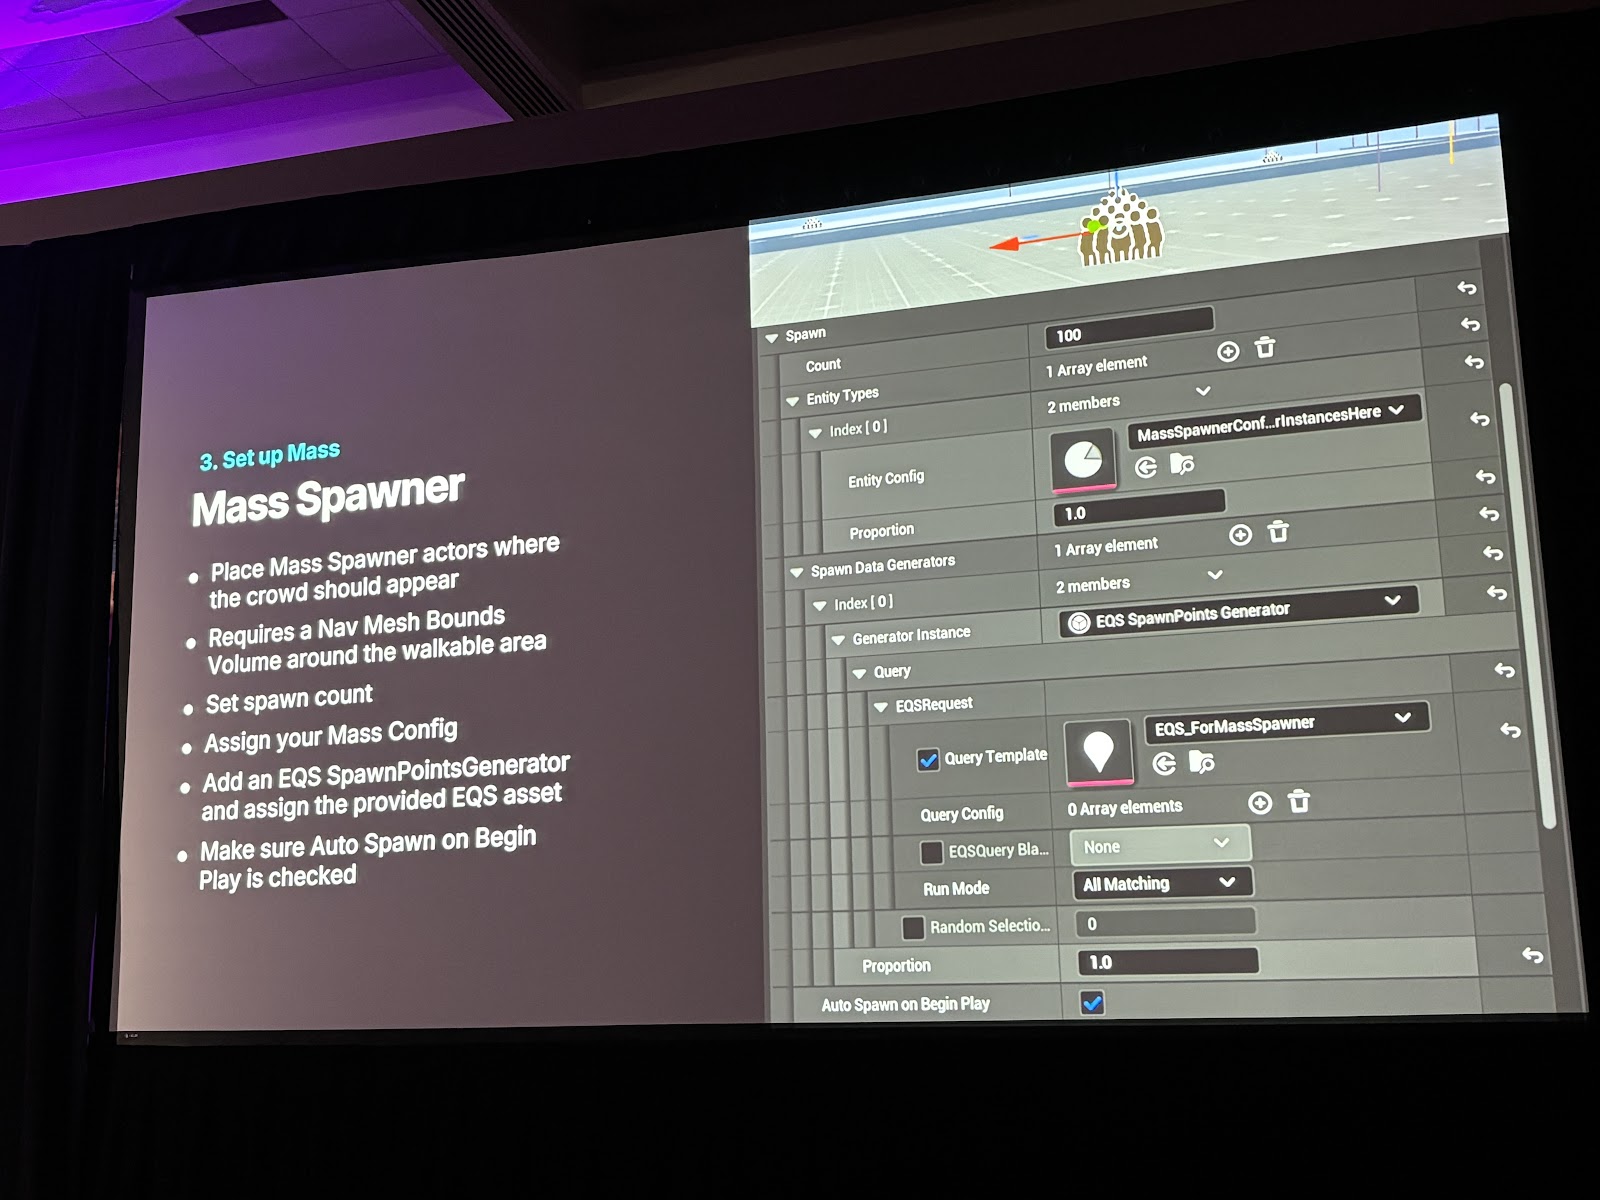 3. Set up Mass
Mass Spawner
• Place Mass Spawner actors where
the crowd should appear
• Requires a Nav Mesh Bounds
Volume around the walkable area
• Set spawn count
• Assign your Mass Config
• Add an EQS SpawnPointsGenerator
and assign the provided EQS asset
• Make sure Auto Spawn on Begin
Play is checked
Spawn
Count 100
Entity Types 1 Array element
Index [ 0 ] 2 members
Entity Config MassSpawnerConf...rInstancesHere
Proportion 1.0
Spawn Data Generators 1 Array element
Index [ 0 ] 2 members
Generator Instance EQS SpawnPoints Generator
Query
EQSRequest
Query Template EQS_ForMassSpawner
Query Config 0 Array elements
EQSQuery Bla... None
Run Mode All Matching
Random Selectio... 0
Proportion 1.0
Auto Spawn on Begin Play